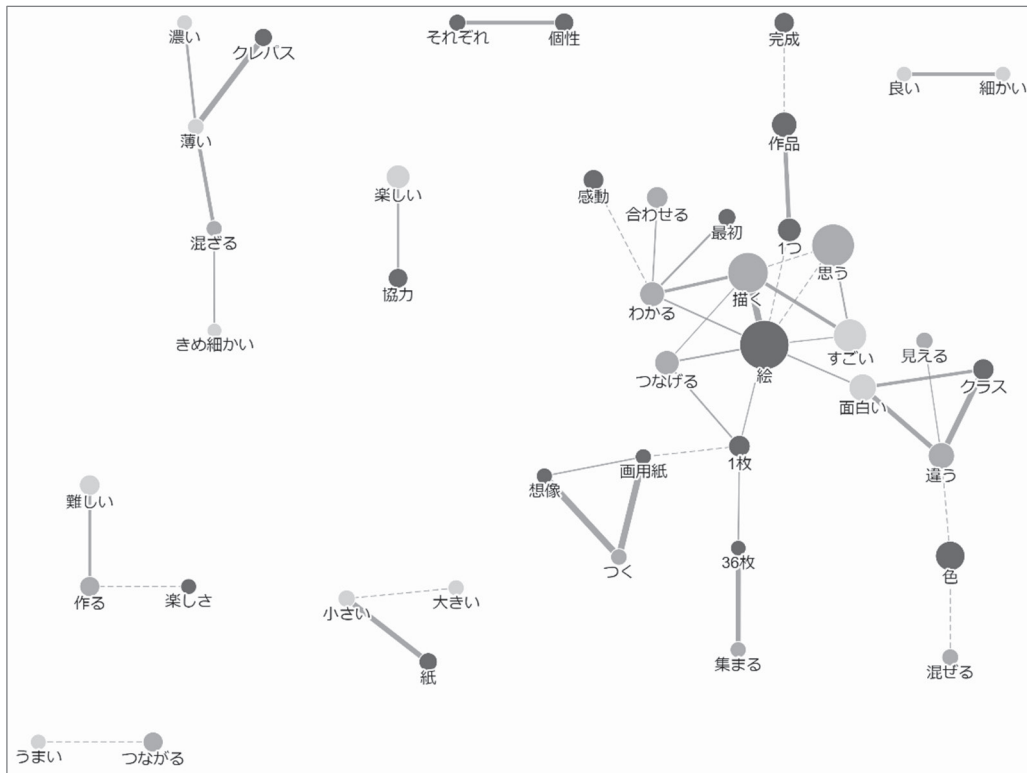 濃い
クレパス
それぞれ
個性
完成
良い
細かい
薄い
作品
楽しい
感動
合わせる
最初
1つ
思う
混ざる
描く
協力
わかる
きめ細かい
すごい
見える
つなげる
絵
クラス
面白い
1枚
画用紙
想像
違う
難しい
つく
36枚
色
作る
楽しさ
小さい
大きい
紙
集まる
混ぜる
うまい
つながる